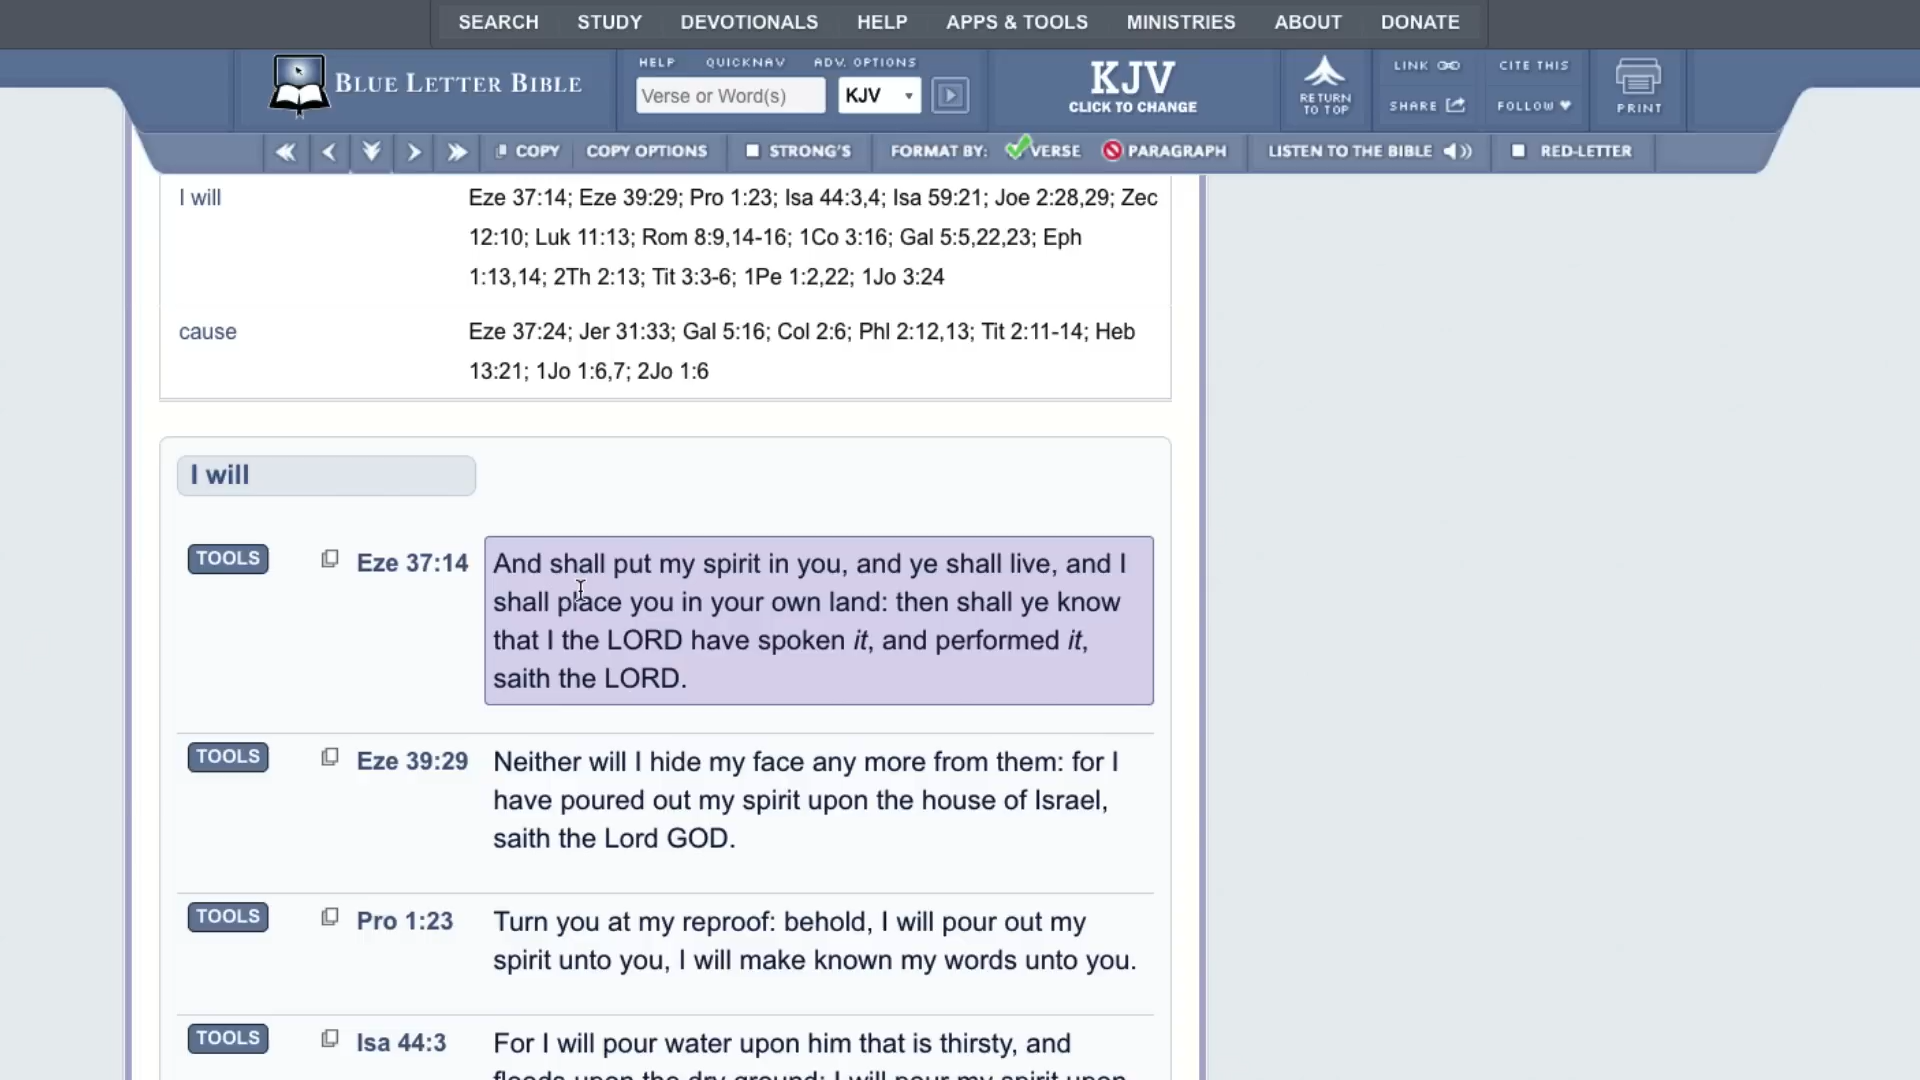 SEARCH STUDY DEVOTIONALS HELP APPS & TOOLS MINISTRIES ABOUT DONATE
BLUE LETTER BIBLE
HELP QUICKNAV ADV. OPTIONS
Verse or Word(s) KJV
KJV
CLICK TO CHANGE
RETURN
TO TOP
LINK CITE THIS
SHARE FOLLOW
PRINT
COPY COPY OPTIONS STRONG'S FORMAT BY: VERSE PARAGRAPH LISTEN TO THE BIBLE RED-LETTER
I will Eze 37:14; Eze 39:29; Pro 1:23; Isa 44:3,4; Isa 59:21; Joe 2:28,29; Zec
12:10; Luk 11:13; Rom 8:9,14-16; 1Co 3:16; Gal 5:5,22,23; Eph
1:13,14; 2Th 2:13; Tit 3:3-6; 1Pe 1:2,22; 1Jo 3:24
cause Eze 37:24; Jer 31:33; Gal 5:16; Col 2:6; Phl 2:12,13; Tit 2:11-14; Heb
13:21; 1Jo 1:6,7; 2Jo 1:6
I will
TOOLS Eze 37:14 And shall put my spirit in you, and ye shall live, and I
shall place you in your own land: then shall ye know
that I the LORD have spoken it, and performed it,
saith the LORD.
TOOLS Eze 39:29 Neither will I hide my face any more from them: for I
have poured out my spirit upon the house of Israel,
saith the Lord GOD.
TOOLS Pro 1:23 Turn you at my reproof: behold, I will pour out my
spirit unto you, I will make known my words unto you.
TOOLS Isa 44:3 For I will pour water upon him that is thirsty, and
floods upon the dry ground: I will pour my spirit upon